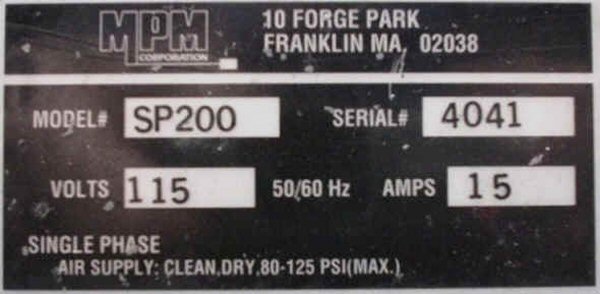 MPM
CORPORATION
10 FORGE PARK
FRANKLIN MA, 02038
MODEL# SP200 SERIAL# 4041
VOLTS 115 50/60 Hz AMPS 15
SINGLE PHASE
AIR SUPPLY: CLEAN,DRY,80-125 PSI(MAX.)